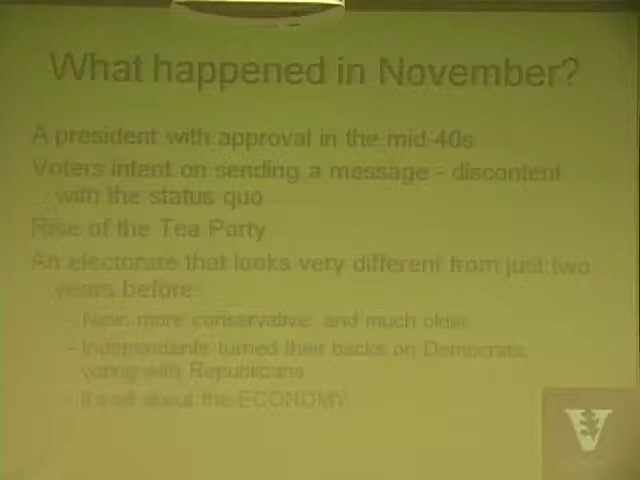 What happened in November?
A president with approval in the mid-40s
Voters intent on sending a message - discontent
with the status quo
Rise of the Tea Party
An electorate that looks very different from just two
years before:
- New, more conservative, and much older
- Independents turned their backs on Democrats,
voting with Republicans
- It's all about the ECONOMY
V